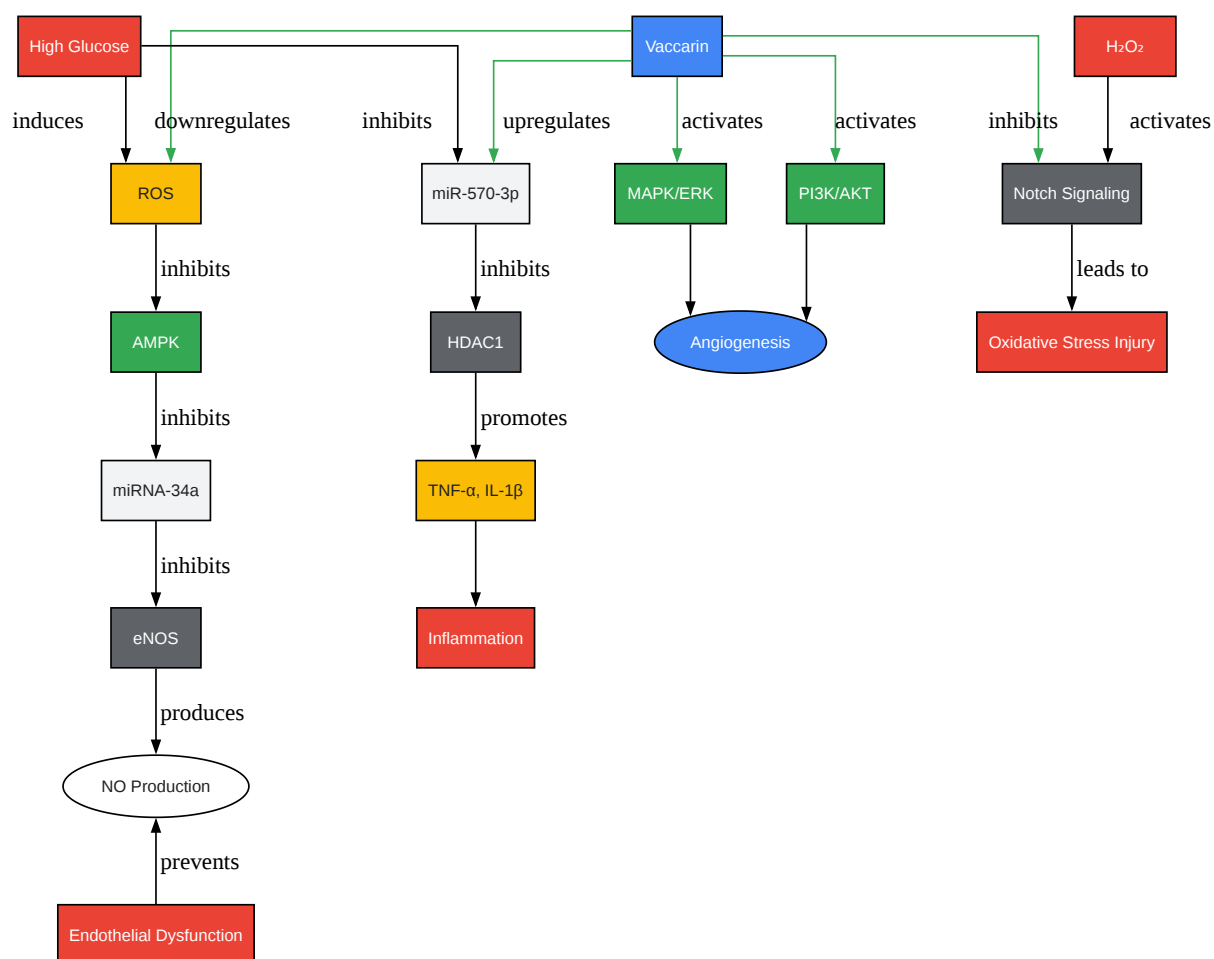 High Glucose
Vaccarin
H₂O₂
induces
downregulates
inhibits
upregulates
activates
activates
inhibits
activates
ROS
miR-570-3p
MAPK/ERK
PI3K/AKT
Notch Signaling
inhibits
inhibits
leads to
AMPK
HDAC1
Angiogenesis
Oxidative Stress Injury
inhibits
promotes
miRNA-34a
TNF-α, IL-1β
inhibits
eNOS
Inflammation
produces
NO Production
prevents
Endothelial Dysfunction